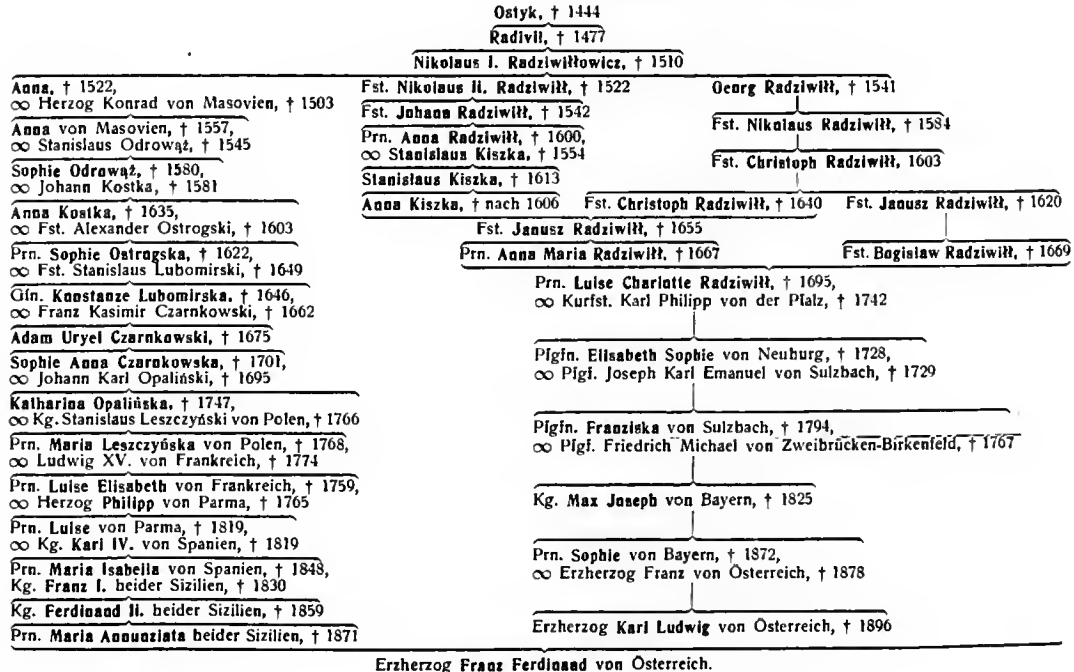 Ostyk, † 1444
Radivil, † 1477
Nikolaus I. Radziwiłłowicz, † 1510
Anna, † 1522,
∞ Herzog Konrad von Masovien, † 1503
Anna von Masovien, † 1557,
∞ Stanislaus Odrowąż, † 1545
Sophie Odrowąż, † 1580,
∞ Johann Kostka, † 1581
Anna Kostka, † 1635,
∞ Fst. Alexander Ostrogski, † 1603
Prn. Sophie Ostrogska, † 1622,
∞ Fst. Stanislaus Lubomirski, † 1649
Gfn. Konstanze Lubomirska, † 1646,
∞ Franz Kasimir Czarnkowski, † 1662
Adam Uryel Czarnkowski, † 1675
Sophie Anna Czarnkowska, † 1701,
∞ Johann Karl Opaliński, † 1695
Katharina Opalińska, † 1747,
∞ Kg. Stanislaus Leszczyński von Polen, † 1766
Prn. Maria Leszczyńska von Polen, † 1768,
∞ Ludwig XV. von Frankreich, † 1774
Prn. Luise Elisabeth von Frankreich, † 1759,
∞ Herzog Philipp von Parma, † 1765
Prn. Luise von Parma, † 1819,
∞ Kg. Karl IV. von Spanien, † 1819
Prn. Maria Isabella von Spanien, † 1848,
Kg. Franz I. beider Sizilien, † 1830
Kg. Ferdinand II. beider Sizilien, † 1859
Prn. Maria Annunziata beider Sizilien, † 1871
Fst. Nikolaus II. Radziwiłł, † 1522
Fst. Johann Radziwiłł, † 1542
Prn. Anna Radziwiłł, † 1600,
∞ Stanislaus Kiszka, † 1554
Stanislaus Kiszka, † 1613
Anna Kiszka, † nach 1606
Georg Radziwiłł, † 1541
Fst. Nikolaus Radziwiłł, † 1584
Fst. Christoph Radziwiłł, 1603
Fst. Christoph Radziwiłł, † 1640
Fst. Janusz Radziwiłł, † 1620
Fst. Janusz Radziwiłł, † 1655
Prn. Anna Maria Radziwiłł, † 1667
Fst. Bogislaw Radziwiłł, † 1669
Prn. Luise Charlotte Radziwiłł, † 1695,
∞ Kurfst. Karl Philipp von der Pfalz, † 1742
Pfgfn. Elisabeth Sophie von Neuburg, † 1728,
∞ Pfgf. Joseph Karl Emanuel von Sulzbach, † 1729
Pfgfn. Franziska von Sulzbach, † 1794,
∞ Pfgf. Friedrich Michael von Zweibrücken-Birkenfeld, † 1767
Kg. Max Joseph von Bayern, † 1825
Prn. Sophie von Bayern, † 1872,
∞ Erzherzog Franz von Österreich, † 1878
Erzherzog Karl Ludwig von Österreich, † 1896
Erzherzog Franz Ferdinand von Österreich.